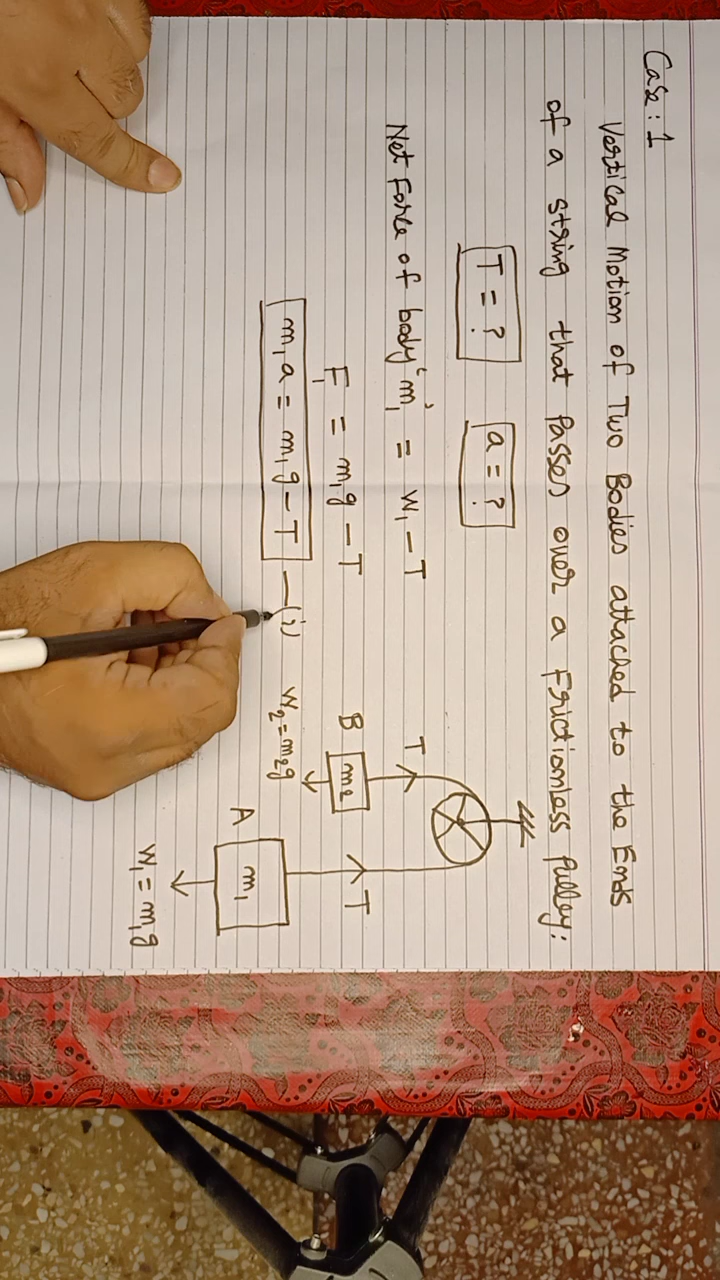 Case: 1
Vertical Motion of Two Bodies attached to the Ends
of a string that Passes over a Frictionless Pulley:
T = ?
a = ?
Net Force of body 'm₁' = w₁ - T
F₁ = m₁g - T
m₁a = m₁g - T —(i)
T
T
B
m₂
W₂ = m₂g
A
m₁
W₁ = m₁g